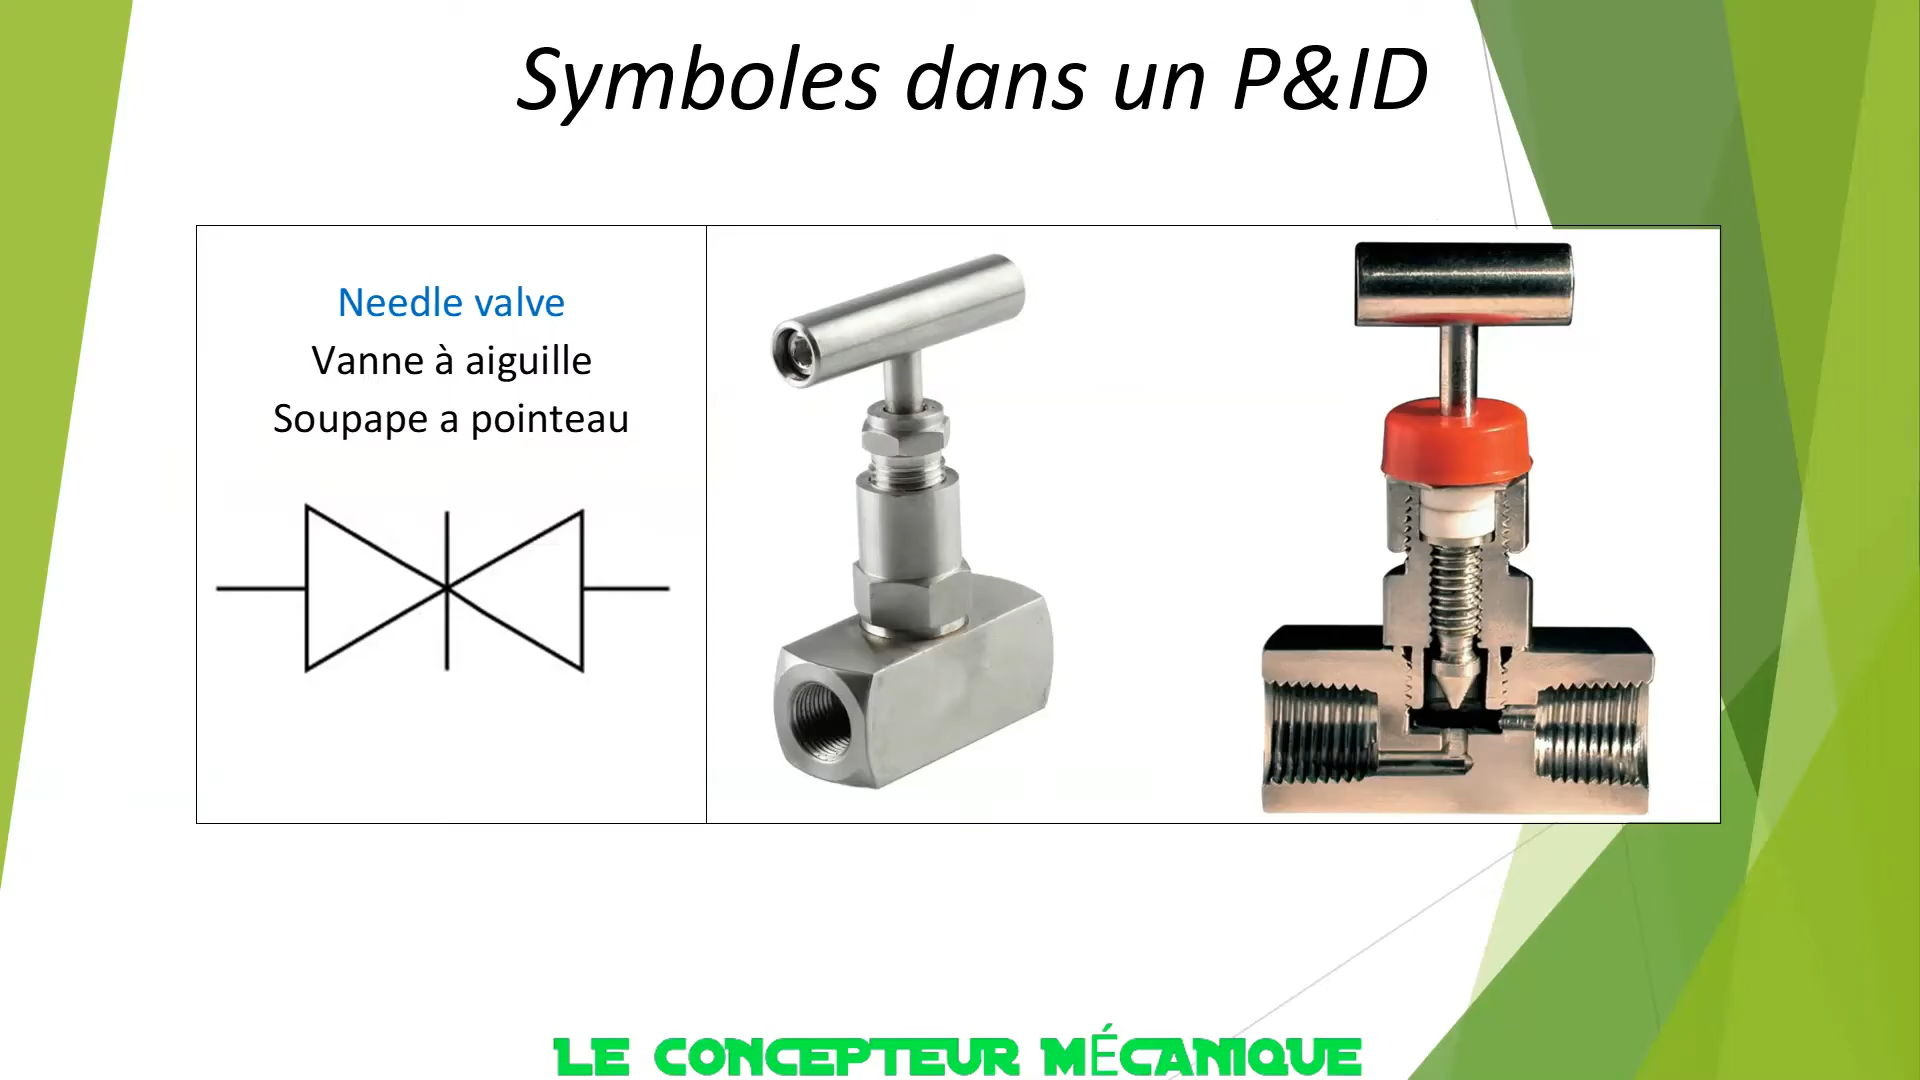 Symboles dans un P&ID
Needle valve
Vanne à aiguille
Soupape a pointeau
LE CONCEPTEUR MÉCANIQUE